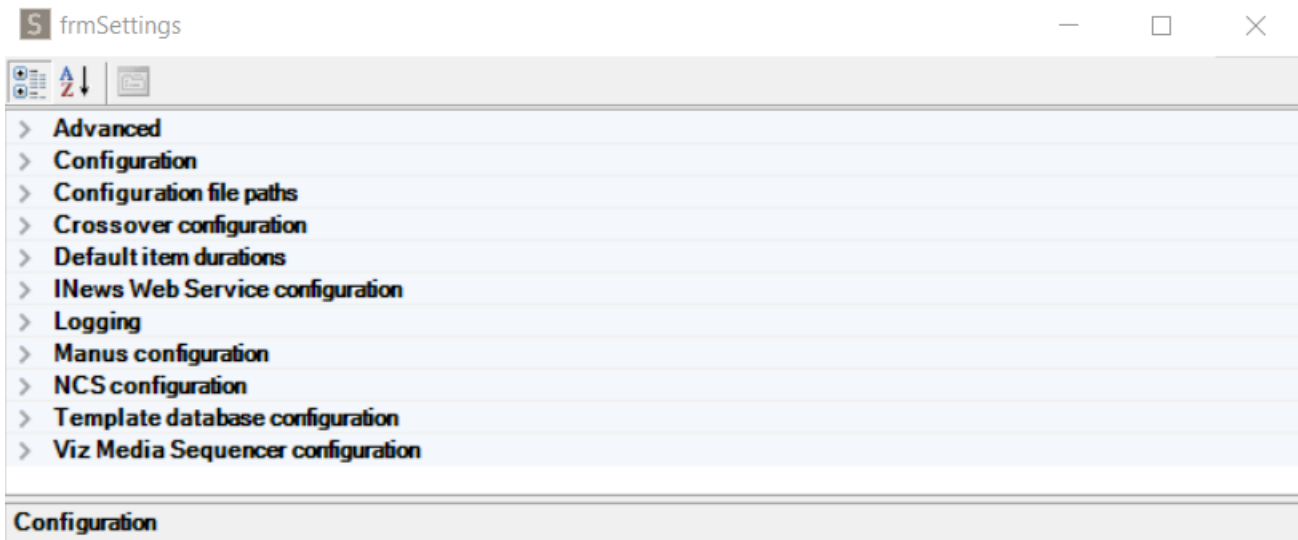 S frmSettings
A
Z
Advanced
Configuration
Configuration file paths
Crossover configuration
Default item durations
INews Web Service configuration
Logging
Manus configuration
NCS configuration
Template database configuration
Viz Media Sequencer configuration
Configuration